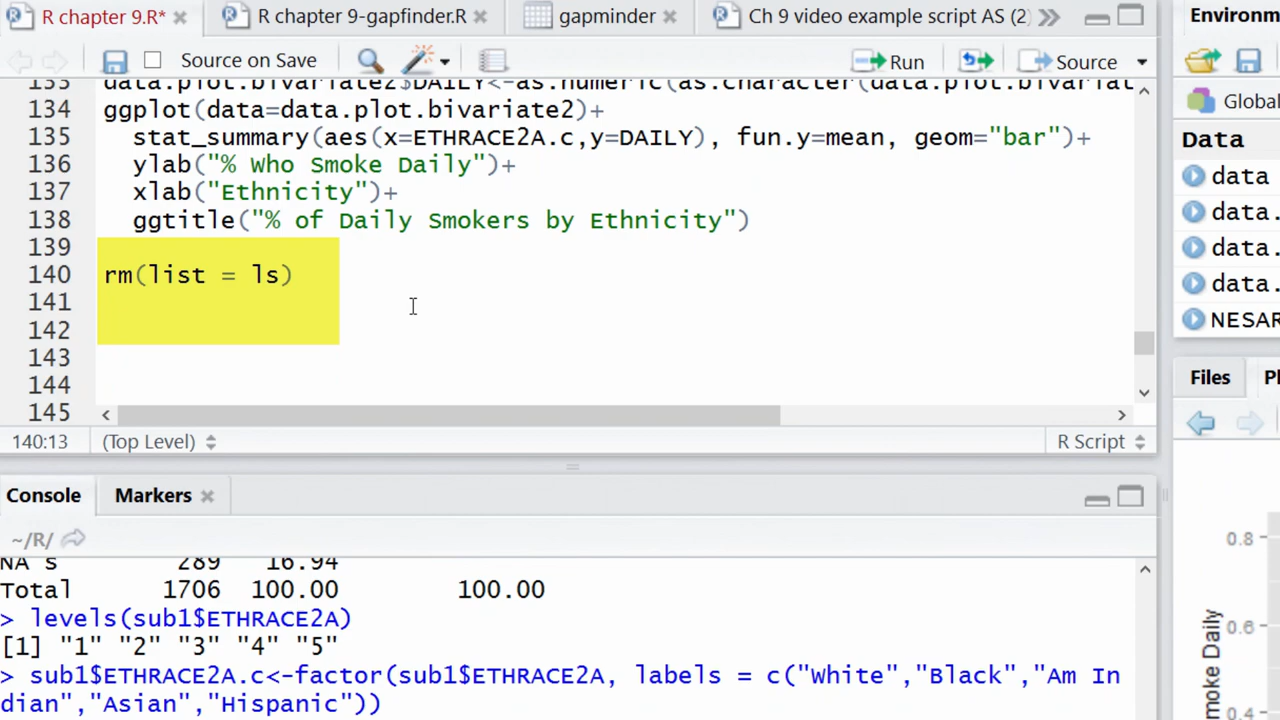 R chapter 9.R*
R chapter 9-gapfinder.R
gapminder
Ch 9 video example script AS (2)
Environm
Source on Save
Run
Source
Global
133 data.plot.bivariate2$DAILY<-as.numeric(as.character(data.plot.bivariat
134 ggplot(data=data.plot.bivariate2)+
135 stat_summary(aes(x=ETHRACE2A.c,y=DAILY), fun.y=mean, geom="bar")+
136 ylab("% Who Smoke Daily")+
137 xlab("Ethnicity")+
138 ggtitle("% of Daily Smokers by Ethnicity")
139
140 rm(list = ls)
141
142
143
144
145
140:13 (Top Level) R Script
Data
data
data.
data.
data.
NESAR
Files Pl
Console Markers
~/R/
NA's 289 16.94
Total 1706 100.00 100.00
> levels(sub1$ETHRACE2A)
[1] "1" "2" "3" "4" "5"
> sub1$ETHRACE2A.c<-factor(sub1$ETHRACE2A, labels = c("White","Black","Am In
dian","Asian","Hispanic"))
0.8
0.6
0.4
moke Daily